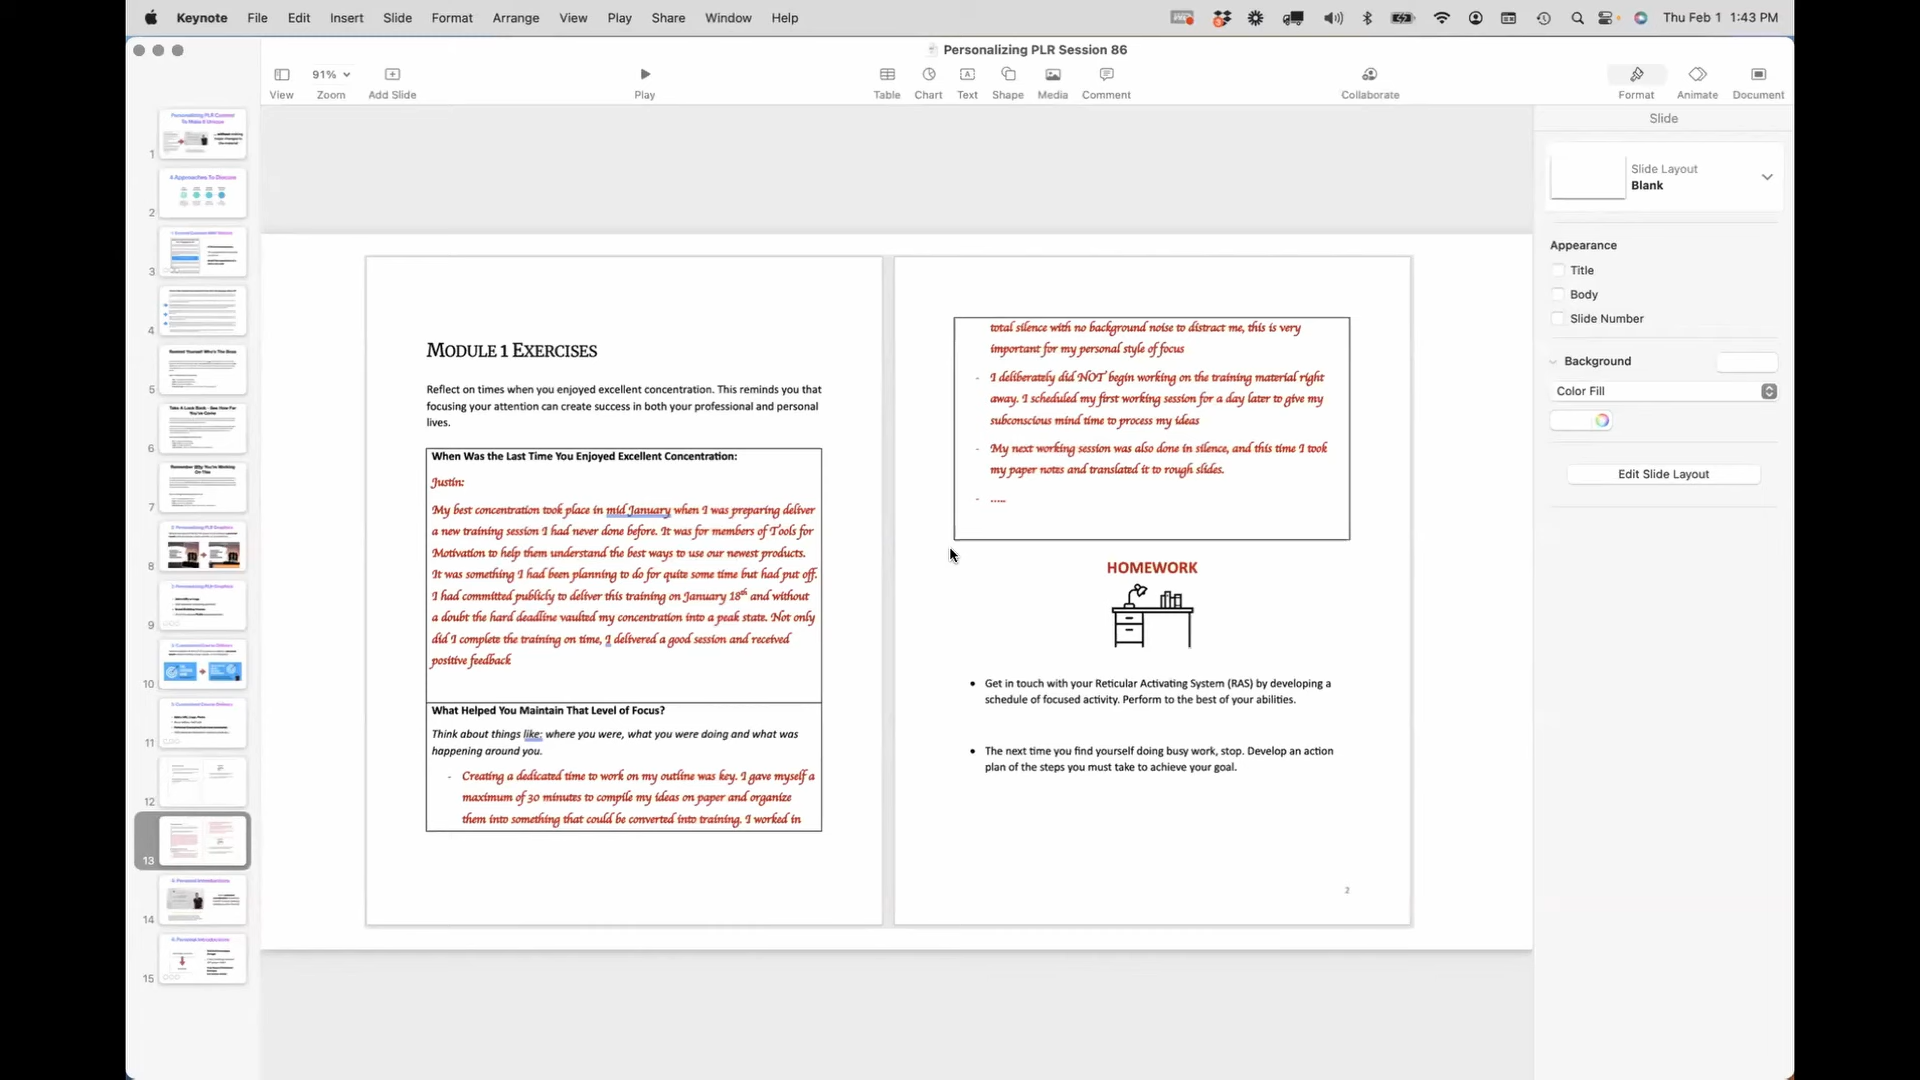 Keynote File Edit Insert Slide Format Arrange View Play Share Window Help
Thu Feb 1 1:43 PM
Personalizing PLR Session 86
91%
View Zoom Add Slide Play Table Chart Text Shape Media Comment Collaborate Format Animate Document
1
2
3
4
5
6
7
8
9
10
11
12
13
14
15
MODULE 1 EXERCISES
Reflect on times when you enjoyed excellent concentration. This reminds you that
focusing your attention can create success in both your professional and personal
lives.
When Was the Last Time You Enjoyed Excellent Concentration:
Justin:
My best concentration took place in mid January when I was preparing deliver
a new training session I had never done before. It was for members of Tools for
Motivation to help them understand the best ways to use our newest products.
It was something I had been planning to do for quite some time but had put off.
I had committed publicly to deliver this training on January 18th and without
a doubt the hard deadline vaulted my concentration into a peak state. Not only
did I complete the training on time, I delivered a good session and received
positive feedback
What Helped You Maintain That Level of Focus?
Think about things like: where you were, what you were doing and what was
happening around you.
- Creating a dedicated time to work on my outline was key. I gave myself a
maximum of 30 minutes to compile my ideas on paper and organize
them into something that could be converted into training. I worked in
total silence with no background noise to distract me, this is very
important for my personal style of focus
- I deliberately did NOT begin working on the training material right
away. I scheduled my first working session for a day later to give my
subconscious mind time to process my ideas
- My next working session was also done in silence, and this time I took
my paper notes and translated it to rough slides.
- .....
HOMEWORK
• Get in touch with your Reticular Activating System (RAS) by developing a
schedule of focused activity. Perform to the best of your abilities.
• The next time you find yourself doing busy work, stop. Develop an action
plan of the steps you must take to achieve your goal.
2
Slide
Slide Layout
Blank
Appearance
Title
Body
Slide Number
Background
Color Fill
Edit Slide Layout